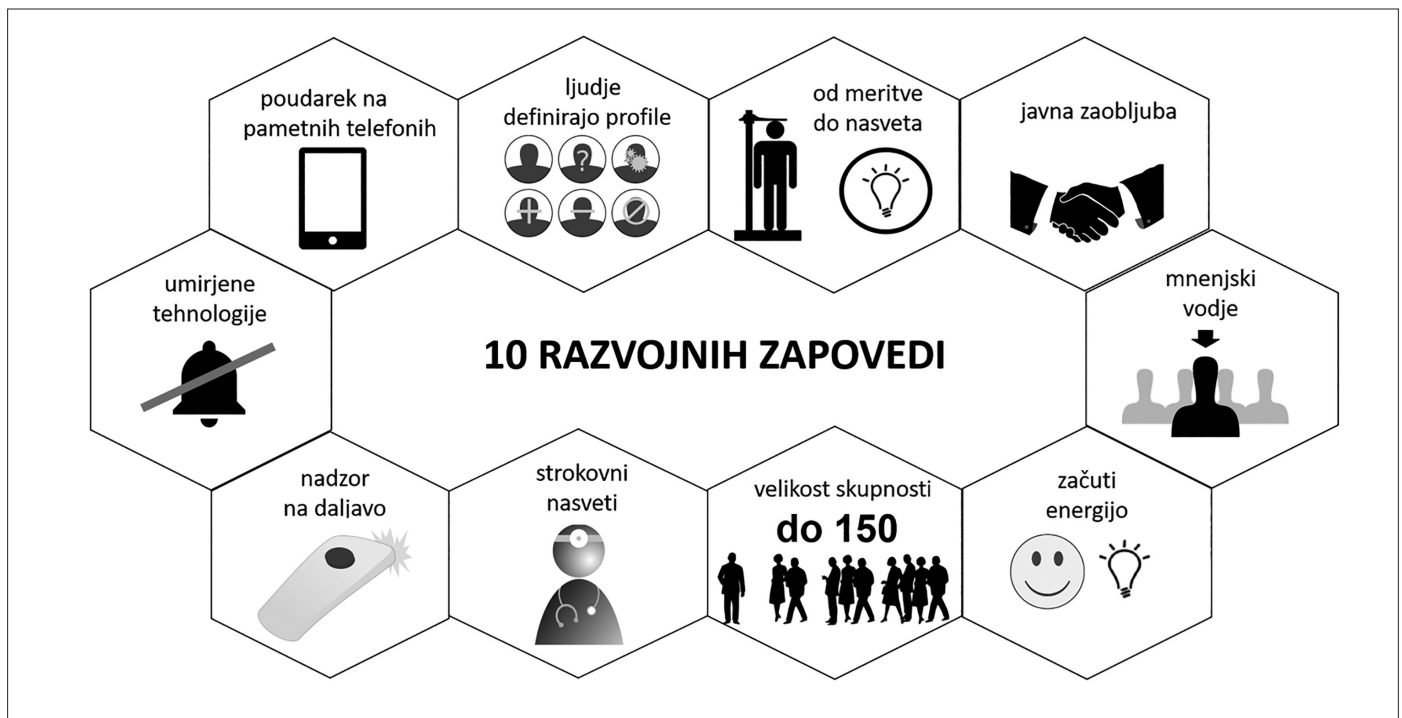 poudarek na
pametnih telefonih
ljudje
definirajo profile
?
od meritve
do nasveta
javna zaobljuba
umirjene
tehnologije
10 RAZVOJNIH ZAPOVEDI
mnenjski
vodje
nadzor
na daljavo
strokovni
nasveti
velikost skupnosti
do 150
začuti
energijo